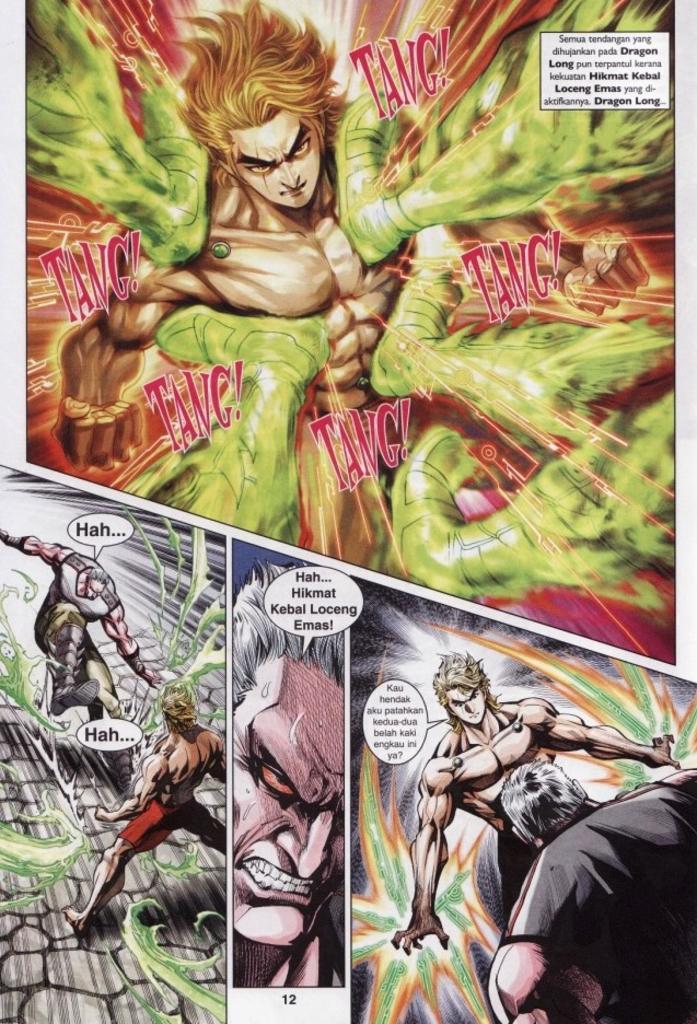 Semua tendangan yang
dihujankan pada Dragon
Long pun terpantul kerana
kekuatan Hikmat Kebal
Loceng Emas yang di-
aktifkannya. Dragon Long...
TANG!
TANG!
TANG!
TANG!
TANG!
Hah...
Hah...
Hah...
Hikmat
Kebal Loceng
Emas!
Kau
hendak
aku patahkan
kedua-dua
belah kaki
engkau ini
ya?
12